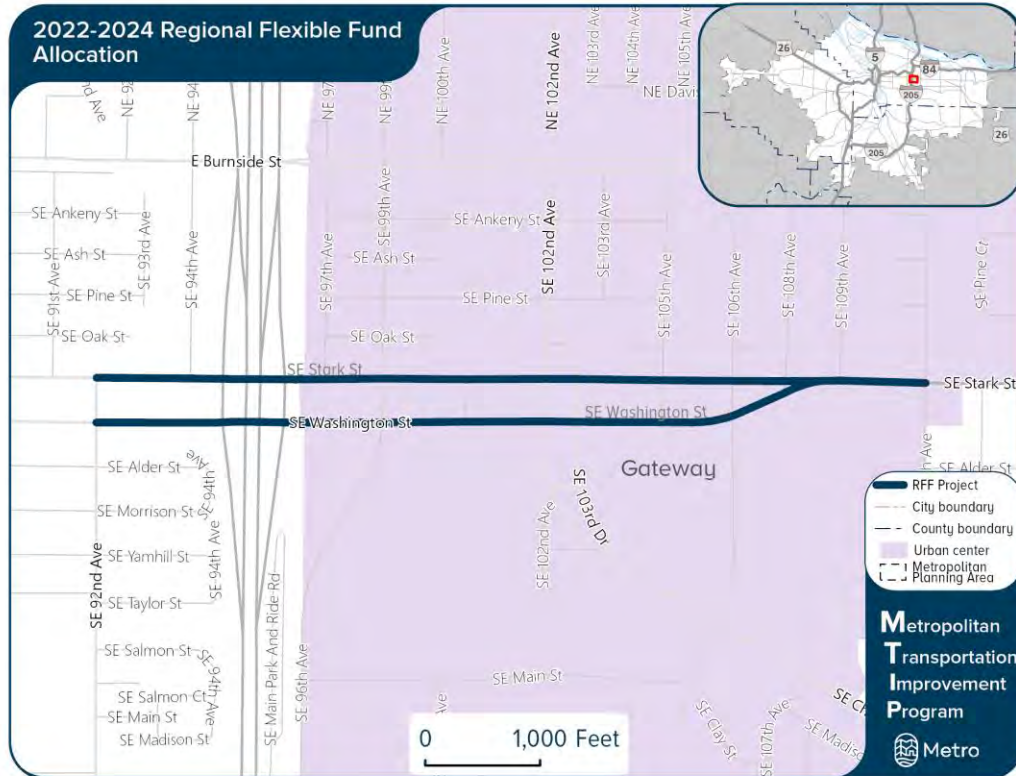 2022-2024 Regional Flexible Fund
Allocation
NE 97
NE 99
NE 100th Ave
NE 102nd Ave
NE 103rd Ave
NE 104th Ave
NE 105th Ave
NE Davis
26
5
84
205
26
205
nd Ave
NE 92
NE 94
E Burnside St
SE Ankeny St
SE 93rd Ave
SE Ash St
SE Pine St
SE 91st Ave
SE Oak St
SE 94th Ave
SE 97th Ave
SE 99th Ave
SE Ash St
SE Oak St
SE Ankeny St
SE Pine St
SE 102nd Ave
SE 103rd Ave
SE 105th Ave
SE 106th Ave
SE 108th Ave
SE 109th Ave
SE Pine Ct
SE Stark St
SE Stark St
SE Washington St
SE Washington St
SE Alder St
SE 94th Ave
SE Morrison St
SE Yamhill St
SE 94th Ave
SE Taylor St
SE 92nd Ave
SE Salmon St
SE 94th Ave
SE Salmon Ct
SE Main St
SE Madison St
SE Main Park And Ride Rd
SE 96th Ave
Gateway
SE 103rd Dr
SE 102nd Ave
SE Main St
SE Clay St
SE 107th Ave
SE Madis
SE Alder St
RFF Project
City boundary
County boundary
Urban center
Metropolitan
Planning Area
0 1,000 Feet
Metropolitan
Transportation
Improvement
Program
Metro